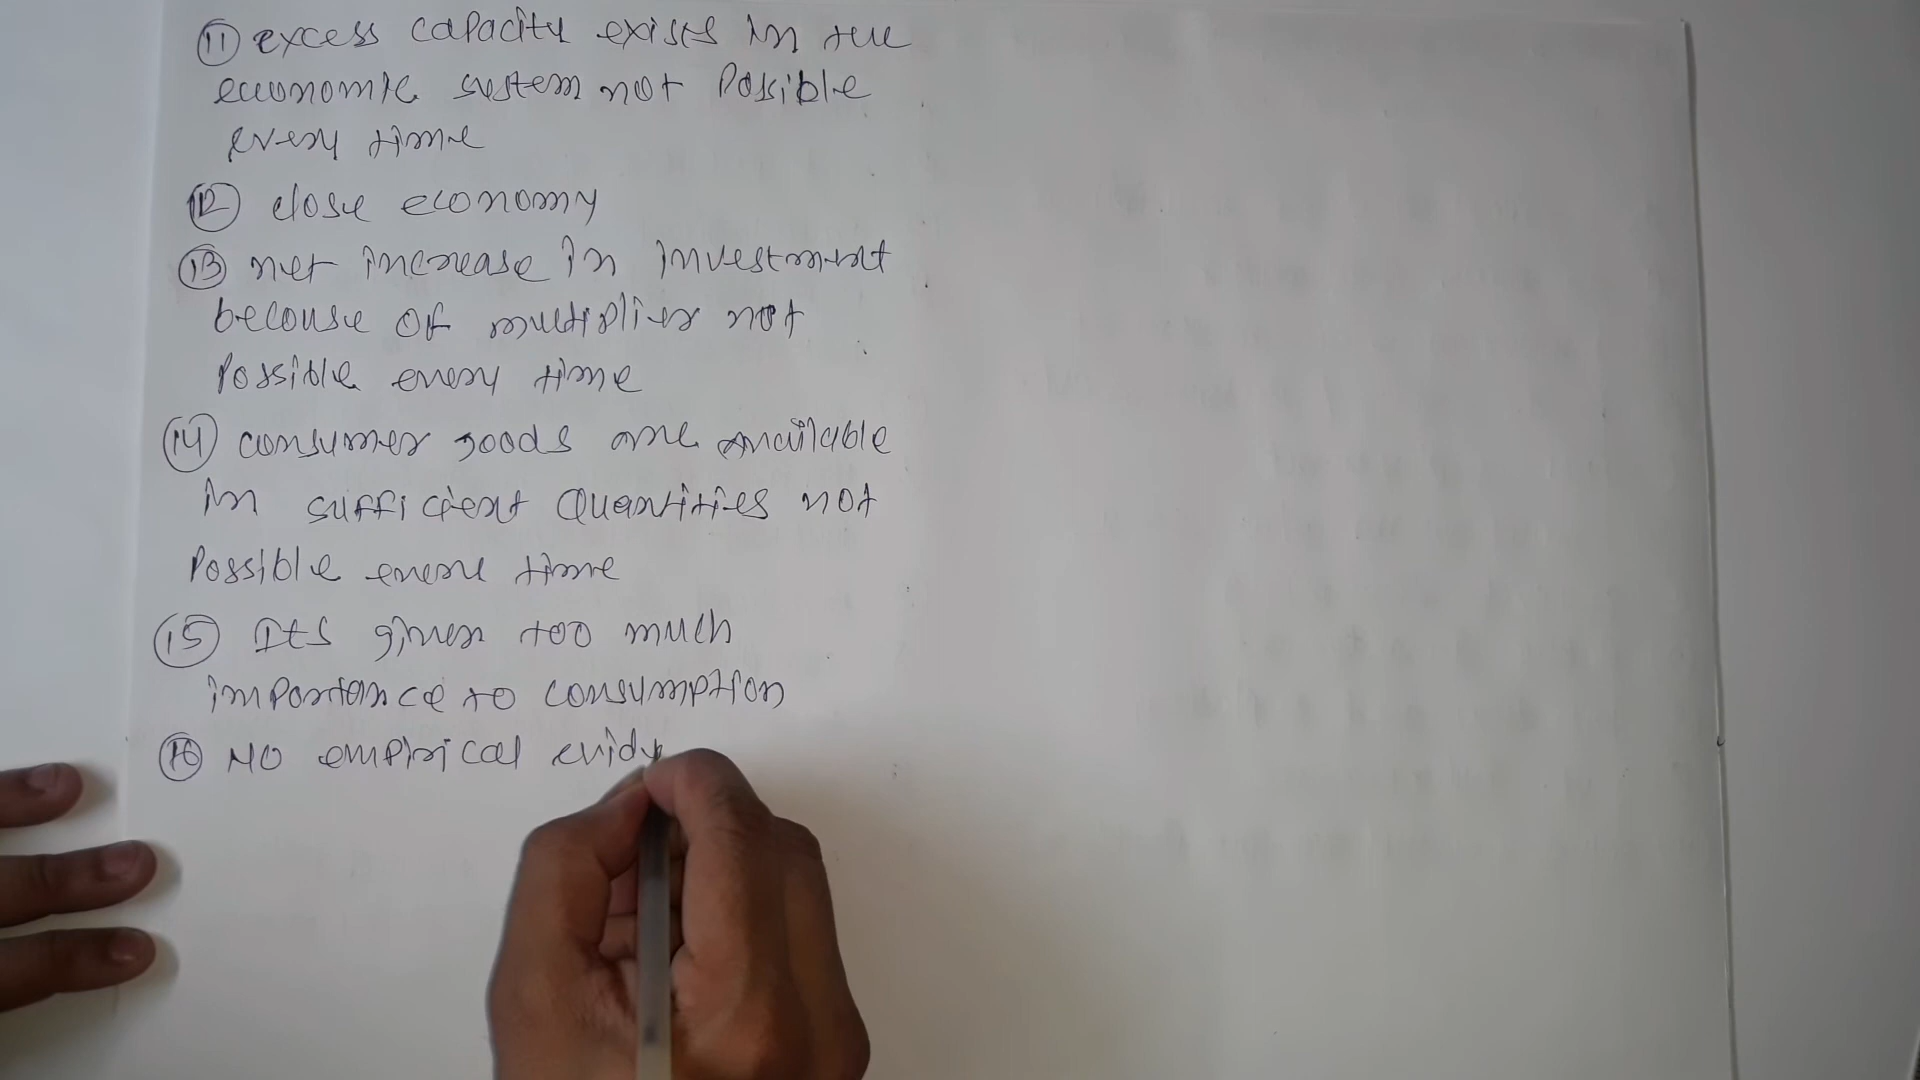 11 excess capacity exists in the
economic system not Possible
every time
12 close economy
13 net increase in investment
because of multiplier not
Possible every time
14 consumer goods are available
in sufficient Quantities not
Possible every time
15 Its given too much
importance to consumption
16 No empirical